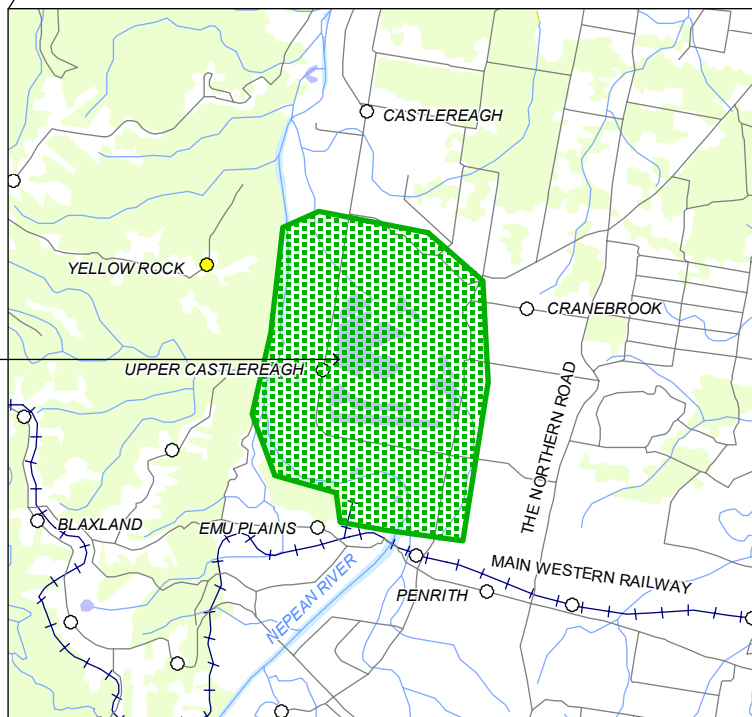 CASTLEREAGH
YELLOW ROCK
CRANEBROOK
UPPER CASTLEREAGH
THE NORTHERN ROAD
BLAXLAND
EMU PLAINS
MAIN WESTERN RAILWAY
NEPEAN RIVER
PENRITH